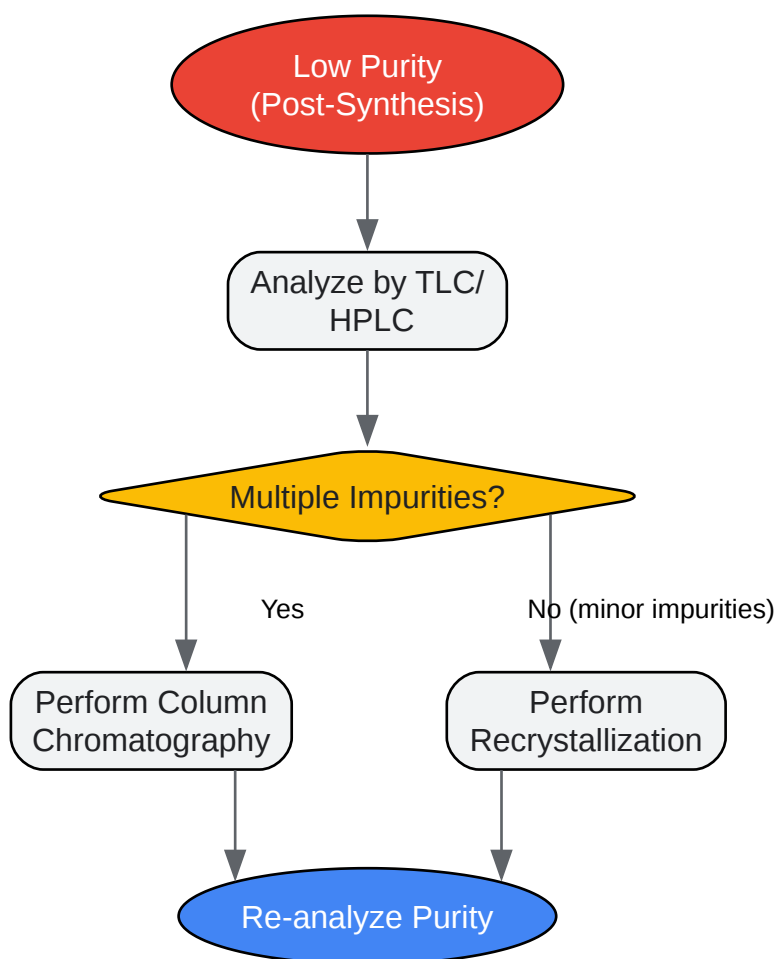 Low Purity
(Post-Synthesis)
Analyze by TLC/
HPLC
Multiple Impurities?
Yes
No (minor impurities)
Perform Column
Chromatography
Perform
Recrystallization
Re-analyze Purity